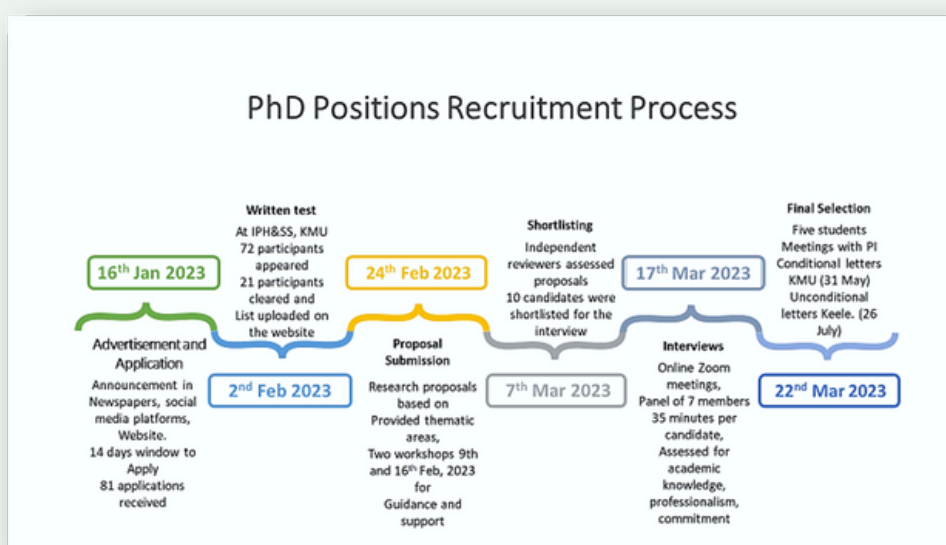 PhD Positions Recruitment Process
16th Jan 2023
Advertisement and
Application
Announcement in
Newspapers, social
media platforms,
Website.
14 days window to
Apply
81 applications
received
Written test
At IPH&SS, KMU
72 participants
appeared
21 participants
cleared and
List uploaded on
the website
2nd Feb 2023
24th Feb 2023
Proposal
Submission
Research proposals
based on
Provided thematic
areas,
Two workshops 9th
and 16th Feb, 2023
for
Guidance and
support
Shortlisting
Independent
reviewers assessed
proposals
10 candidates were
shortlisted for the
interview
7th Mar 2023
17th Mar 2023
Interviews
Online Zoom
meetings,
Panel of 7 members
35 minutes per
candidate,
Assessed for
academic
knowledge,
professionalism,
commitment
Final Selection
Five students
Meetings with PI
Conditional letters
KMU (31 May)
Unconditional
letters Keele. (26
July)
22nd Mar 2023